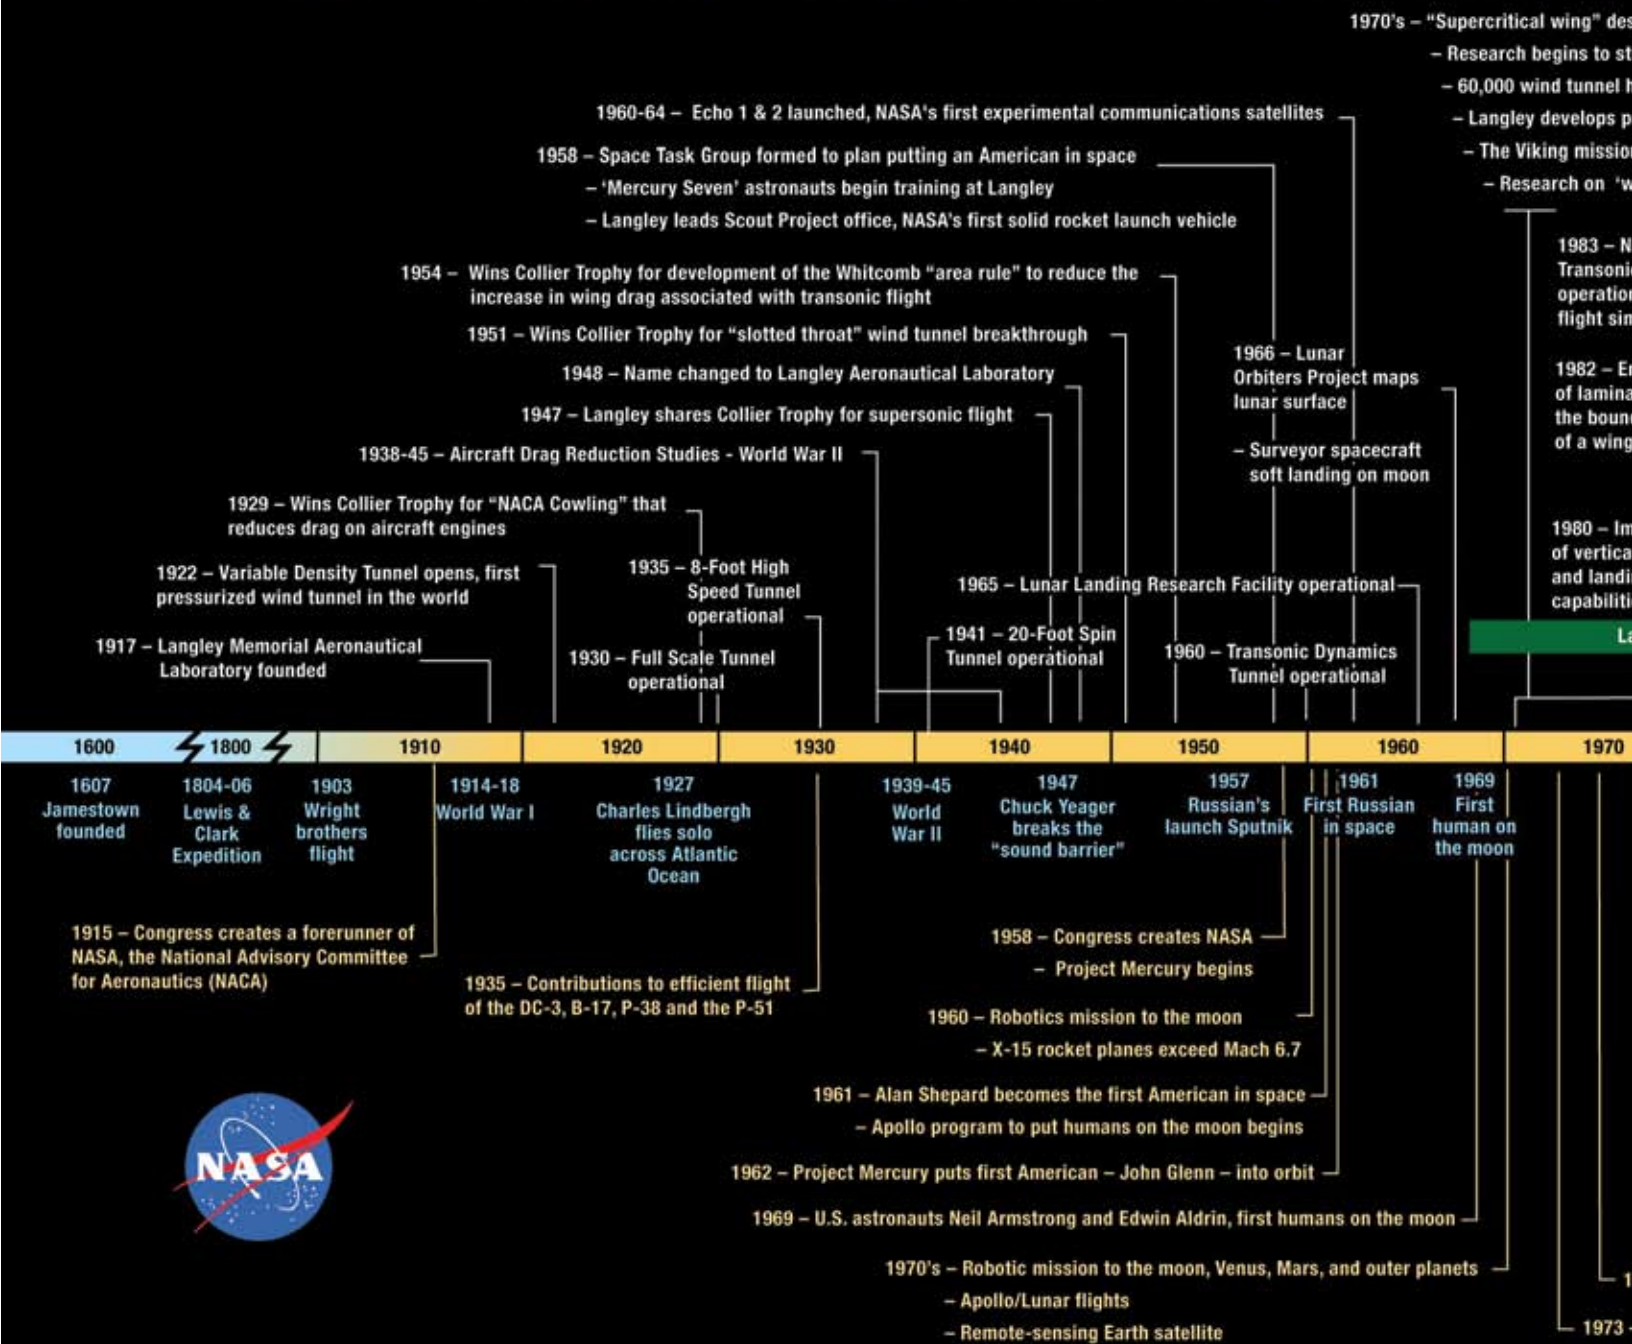 1970's – “Supercritical wing” des
– Research begins to st
– 60,000 wind tunnel h
– Langley develops p
– The Viking mission
– Research on ‘w
1960-64 – Echo 1 & 2 launched, NASA's first experimental communications satellites
1958 – Space Task Group formed to plan putting an American in space
– ‘Mercury Seven’ astronauts begin training at Langley
– Langley leads Scout Project office, NASA's first solid rocket launch vehicle
1954 – Wins Collier Trophy for development of the Whitcomb “area rule” to reduce the
increase in wing drag associated with transonic flight
1951 – Wins Collier Trophy for “slotted throat” wind tunnel breakthrough
1948 – Name changed to Langley Aeronautical Laboratory
1947 – Langley shares Collier Trophy for supersonic flight
1938-45 – Aircraft Drag Reduction Studies - World War II
1929 – Wins Collier Trophy for “NACA Cowling” that
reduces drag on aircraft engines
1922 – Variable Density Tunnel opens, first
pressurized wind tunnel in the world
1917 – Langley Memorial Aeronautical
Laboratory founded
1935 – 8-Foot High
Speed Tunnel
operational
1930 – Full Scale Tunnel
operational
1966 – Lunar
Orbiters Project maps
lunar surface
– Surveyor spacecraft
soft landing on moon
1965 – Lunar Landing Research Facility operational
1941 – 20-Foot Spin
Tunnel operational
1960 – Transonic Dynamics
Tunnel operational
1983 – N
Transonic
operation
flight sin
1982 – En
of lamina
the bound
of a wing
1980 – Im
of vertica
and landi
capabiliti
La
1600 1800 1910 1920 1930 1940 1950 1960 1970
1607
Jamestown
founded
1804-06
Lewis &
Clark
Expedition
1903
Wright
brothers
flight
1914-18
World War I
1927
Charles Lindbergh
flies solo
across Atlantic
Ocean
1939-45
World
War II
1947
Chuck Yeager
breaks the
“sound barrier”
1957
Russian's
launch Sputnik
1961
First Russian
in space
1969
First
human on
the moon
1915 – Congress creates a forerunner of
NASA, the National Advisory Committee
for Aeronautics (NACA)
1935 – Contributions to efficient flight
of the DC-3, B-17, P-38 and the P-51
1958 – Congress creates NASA
– Project Mercury begins
1960 – Robotics mission to the moon
– X-15 rocket planes exceed Mach 6.7
1961 – Alan Shepard becomes the first American in space
– Apollo program to put humans on the moon begins
1962 – Project Mercury puts first American – John Glenn – into orbit
1969 – U.S. astronauts Neil Armstrong and Edwin Aldrin, first humans on the moon
1970's – Robotic mission to the moon, Venus, Mars, and outer planets
– Apollo/Lunar flights
– Remote-sensing Earth satellite
1
1973 –
NASA